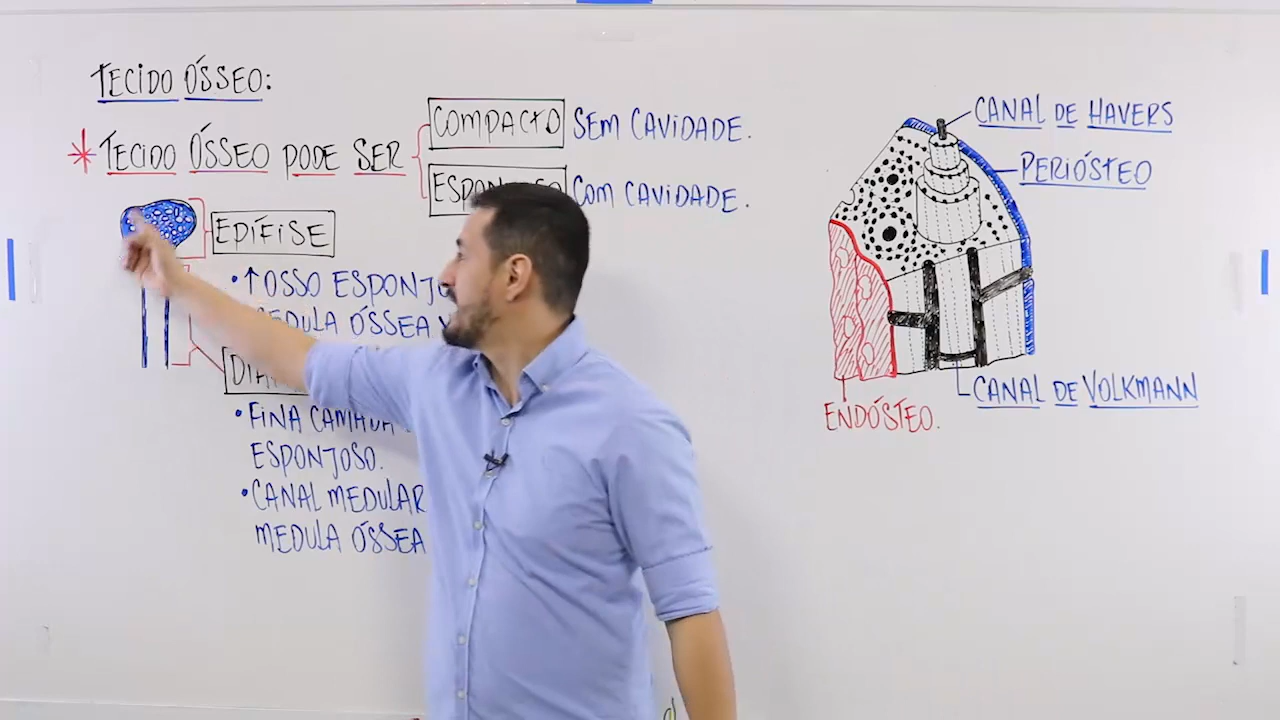 TECIDO ÓSSEO:
* TECIDO ÓSSEO PODE SER
COMPACTO SEM CAVIDADE.
ESPONJOSO COM CAVIDADE.
EPÍFISE
• ↑ OSSO ESPONJO
MEDULA ÓSSEA
• FINA CAMADA
ESPONJOSO.
• CANAL MEDULAR
MEDULA ÓSSEA
CANAL DE HAVERS
PERIÓSTEO
CANAL DE VOLKMANN
ENDÓSTEO.